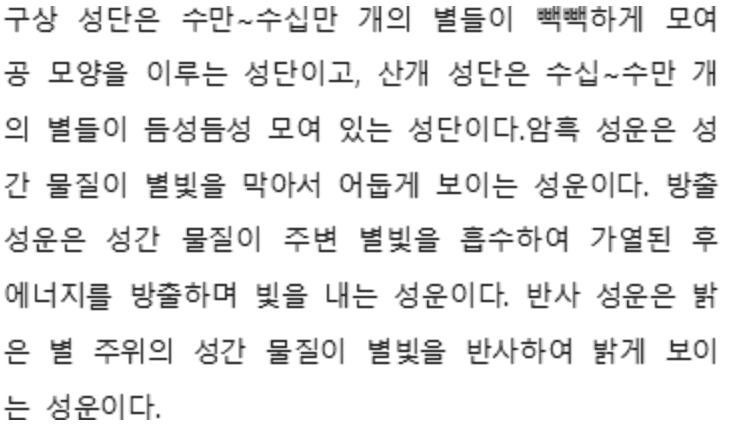 구상 성단은 수만~수십만 개의 별들이 빽빽하게 모여
공 모양을 이루는 성단이고, 산개 성단은 수십~수만 개
의 별들이 듬성듬성 모여 있는 성단이다.암흑 성운은 성
간 물질이 별빛을 막아서 어둡게 보이는 성운이다. 방출
성운은 성간 물질이 주변 별빛을 흡수하여 가열된 후
에너지를 방출하며 빛을 내는 성운이다. 반사 성운은 밝
은 별 주위의 성간 물질이 별빛을 반사하여 밝게 보이
는 성운이다.